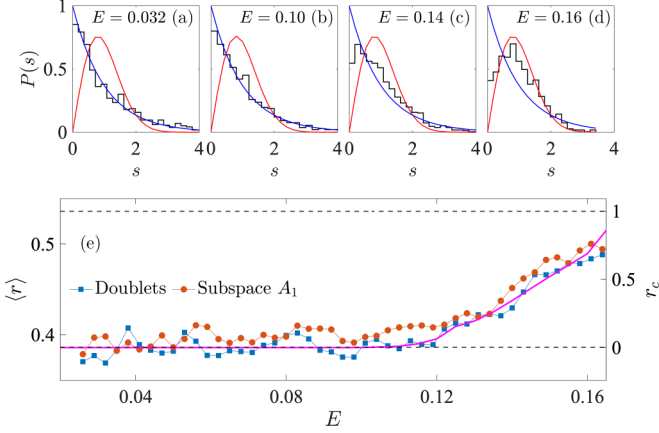 E = 0.032 (a)
E = 0.10 (b)
E = 0.14 (c)
E = 0.16 (d)
1
0.5
0
P(s)
0 2 4
0 2 4
0 2 4
0 2 4
s s s s
(e)
0.5
0.4
⟨r⟩
Doublets Subspace A₁
1
0.5
0
r_c
0.04 0.08 0.12 0.16
E